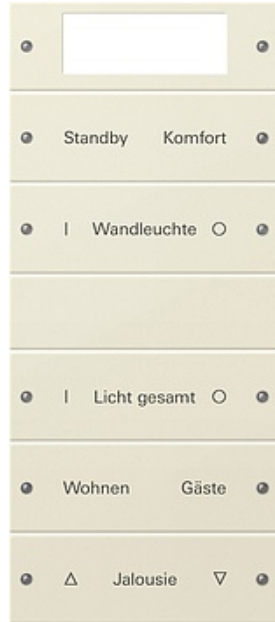 Standby Komfort
I Wandleuchte O
I Licht gesamt O
Wohnen Gäste
△ Jalousie ▽